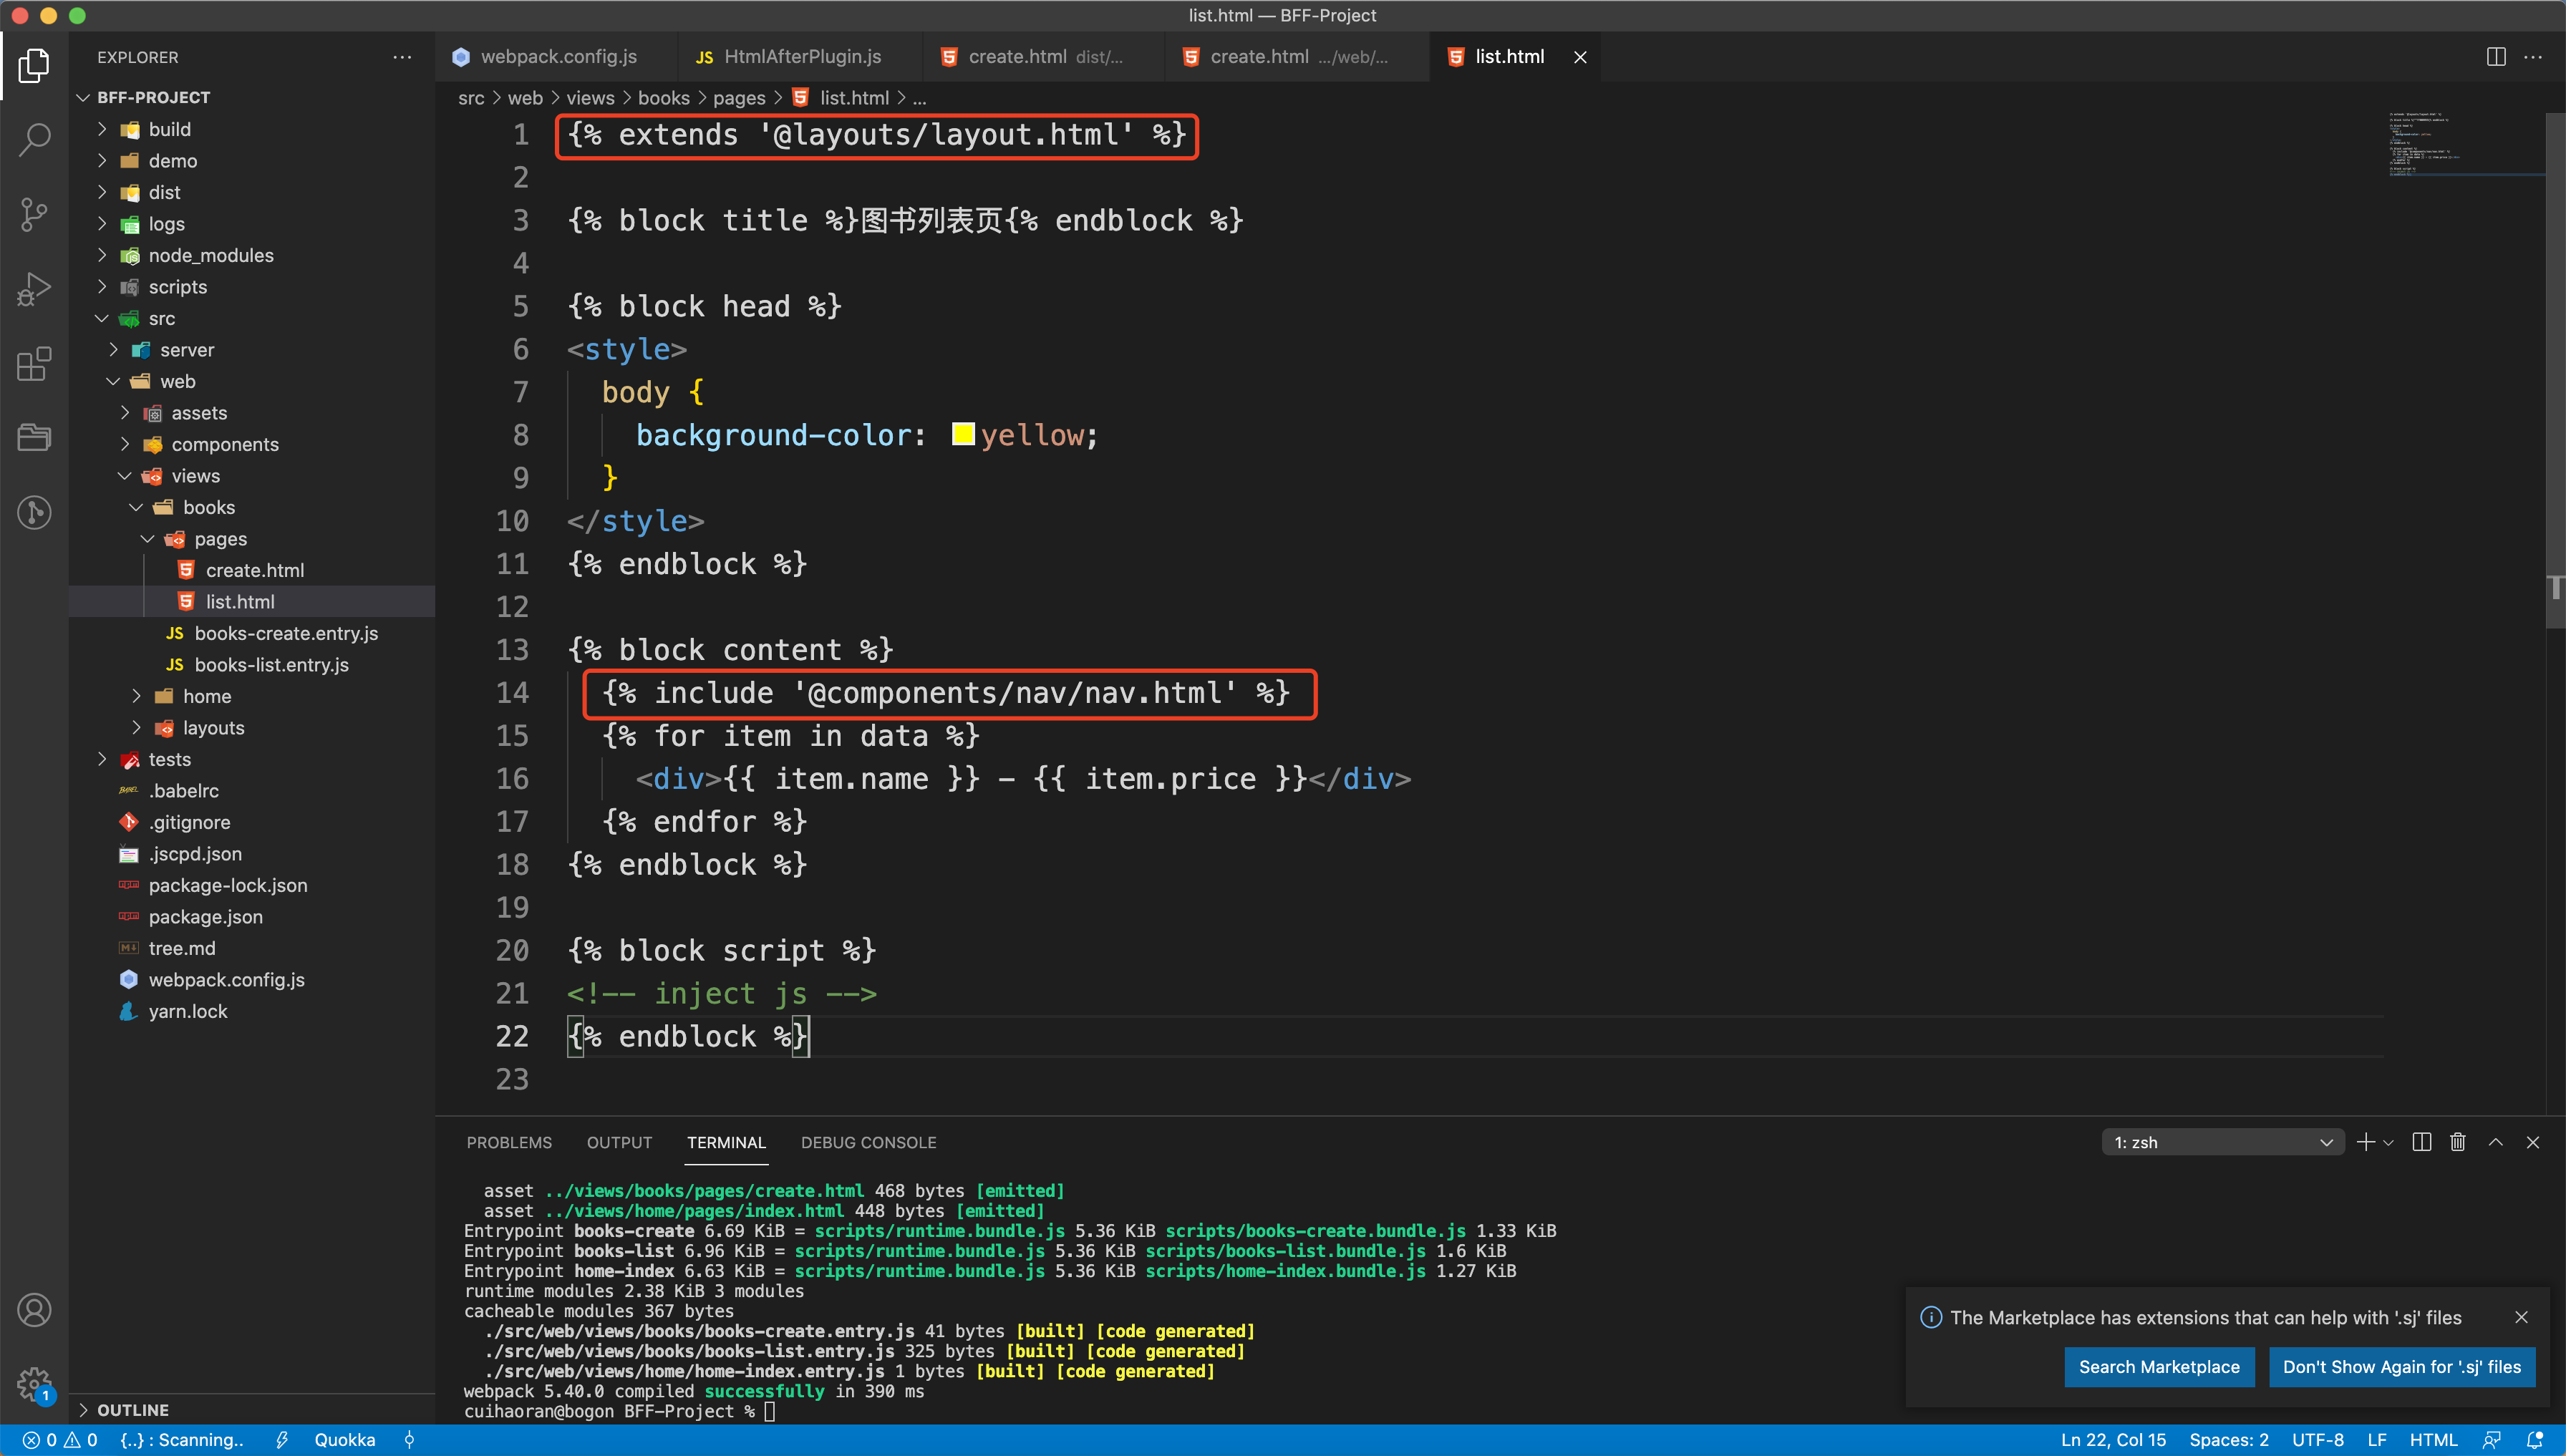 list.html — BFF-Project
EXPLORER
webpack.config.js
JS HtmlAfterPlugin.js
create.html dist/...
create.html .../web/...
list.html
BFF-PROJECT
build
demo
dist
logs
node_modules
scripts
src
server
web
assets
components
views
books
pages
create.html
list.html
JS books-create.entry.js
JS books-list.entry.js
home
layouts
tests
.babelrc
.gitignore
.jscpd.json
package-lock.json
package.json
tree.md
webpack.config.js
yarn.lock
OUTLINE
src > web > views > books > pages > list.html > ...
1 {% extends '@layouts/layout.html' %}
2
3 {% block title %}图书列表页{% endblock %}
4
5 {% block head %}
6 <style>
7 body {
8 background-color: yellow;
9 }
10 </style>
11 {% endblock %}
12
13 {% block content %}
14 {% include '@components/nav/nav.html' %}
15 {% for item in data %}
16 <div>{{ item.name }} - {{ item.price }}</div>
17 {% endfor %}
18 {% endblock %}
19
20 {% block script %}
21 <!-- inject js -->
22 {% endblock %}
23
PROBLEMS OUTPUT TERMINAL DEBUG CONSOLE
1: zsh
asset ../views/books/pages/create.html 468 bytes [emitted]
asset ../views/home/pages/index.html 448 bytes [emitted]
Entrypoint books-create 6.69 KiB = scripts/runtime.bundle.js 5.36 KiB scripts/books-create.bundle.js 1.33 KiB
Entrypoint books-list 6.96 KiB = scripts/runtime.bundle.js 5.36 KiB scripts/books-list.bundle.js 1.6 KiB
Entrypoint home-index 6.63 KiB = scripts/runtime.bundle.js 5.36 KiB scripts/home-index.bundle.js 1.27 KiB
runtime modules 2.38 KiB 3 modules
cacheable modules 367 bytes
./src/web/views/books/books-create.entry.js 41 bytes [built] [code generated]
./src/web/views/books/books-list.entry.js 325 bytes [built] [code generated]
./src/web/views/home/home-index.entry.js 1 bytes [built] [code generated]
webpack 5.40.0 compiled successfully in 390 ms
cuihaoran@bogon BFF-Project %
The Marketplace has extensions that can help with '.sj' files
Search Marketplace
Don't Show Again for '.sj' files
1
0 0 {..} : Scanning.. Quokka
Ln 22, Col 15 Spaces: 2 UTF-8 LF HTML